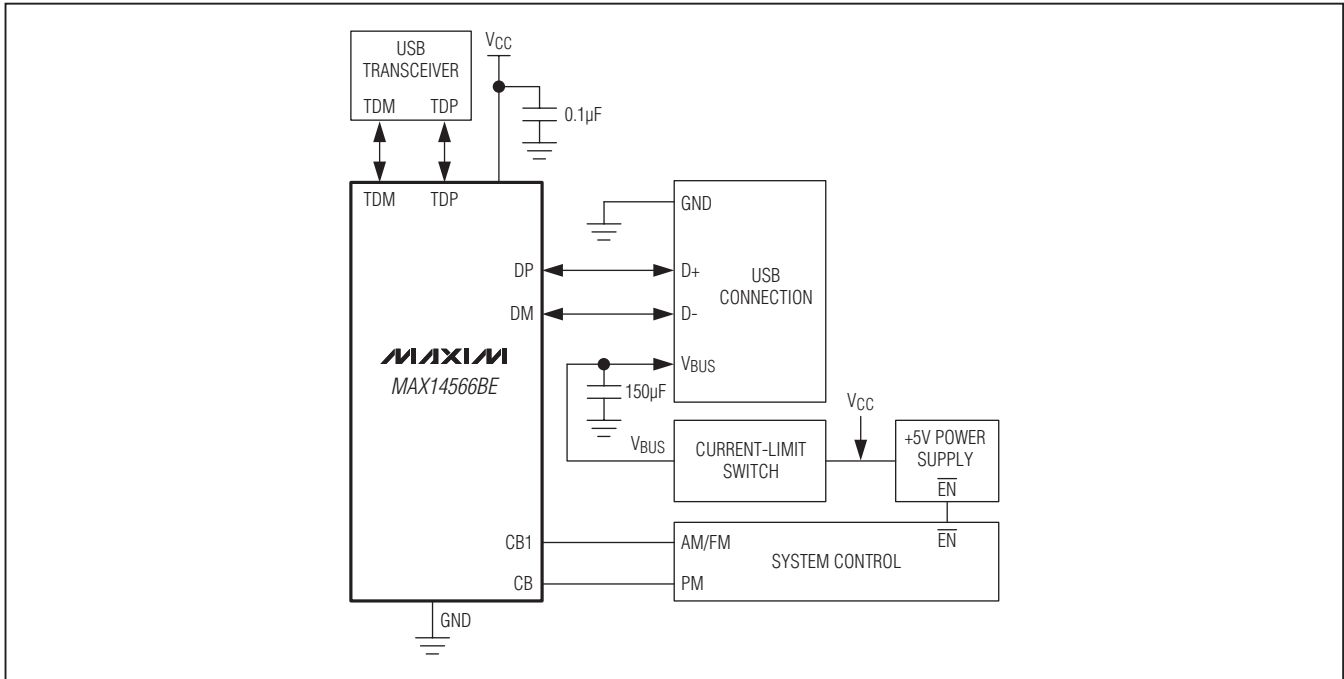 USB
TRANSCEIVER
TDM TDP
VCC
0.1µF
TDM TDP
DP
DM
MAXIM
MAX14566BE
CB1
CB
GND
GND
D+
D-
VBUS
USB
CONNECTION
150µF
VBUS
CURRENT-LIMIT
SWITCH
VCC
+5V POWER
SUPPLY
EN
EN
AM/FM
PM
SYSTEM CONTROL